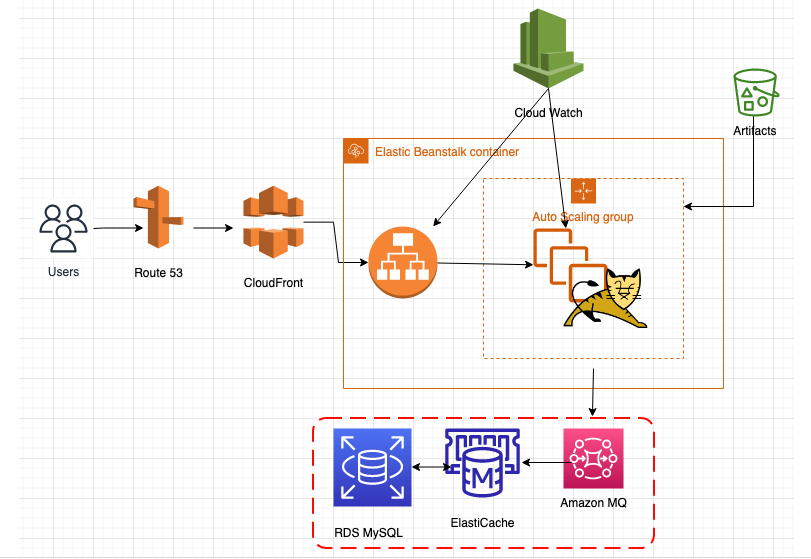 Cloud Watch
Artifacts
Elastic Beanstalk container
Auto Scaling group
Users
Route 53
CloudFront
M
RDS MySQL
ElastiCache
Amazon MQ